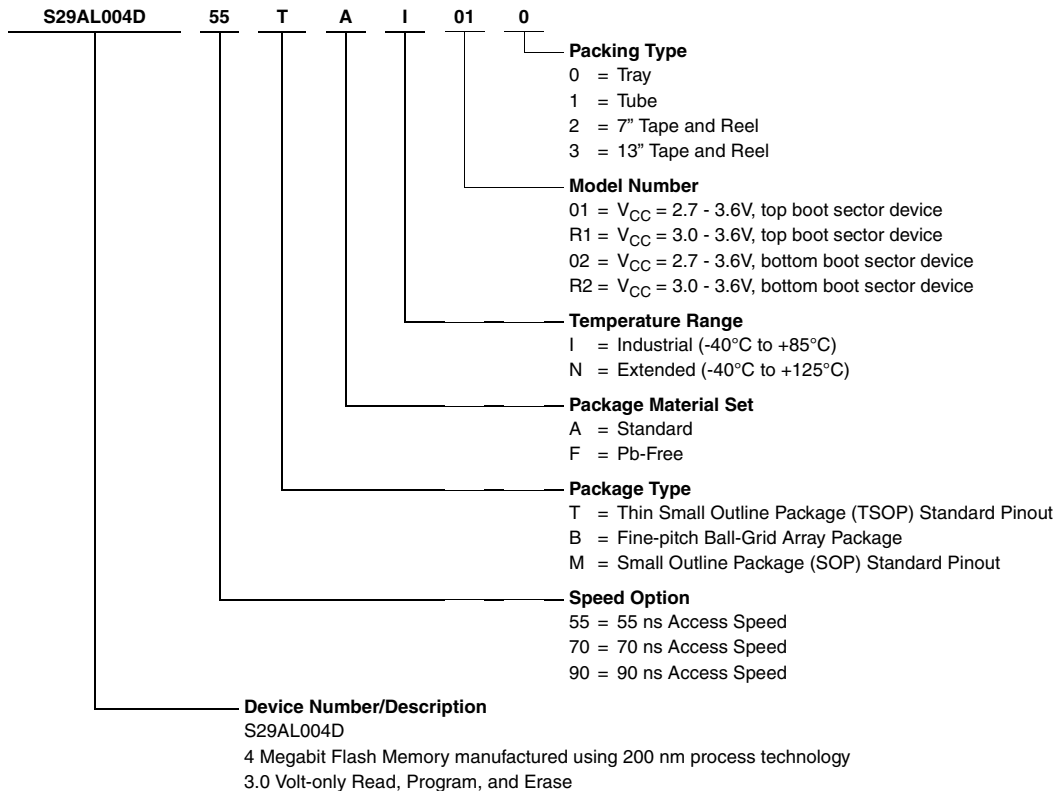 S29AL004D 55 T A I 01 0
Packing Type
0 = Tray
1 = Tube
2 = 7” Tape and Reel
3 = 13” Tape and Reel
Model Number
01 = VCC = 2.7 - 3.6V, top boot sector device
R1 = VCC = 3.0 - 3.6V, top boot sector device
02 = VCC = 2.7 - 3.6V, bottom boot sector device
R2 = VCC = 3.0 - 3.6V, bottom boot sector device
Temperature Range
I = Industrial (-40°C to +85°C)
N = Extended (-40°C to +125°C)
Package Material Set
A = Standard
F = Pb-Free
Package Type
T = Thin Small Outline Package (TSOP) Standard Pinout
B = Fine-pitch Ball-Grid Array Package
M = Small Outline Package (SOP) Standard Pinout
Speed Option
55 = 55 ns Access Speed
70 = 70 ns Access Speed
90 = 90 ns Access Speed
Device Number/Description
S29AL004D
4 Megabit Flash Memory manufactured using 200 nm process technology
3.0 Volt-only Read, Program, and Erase